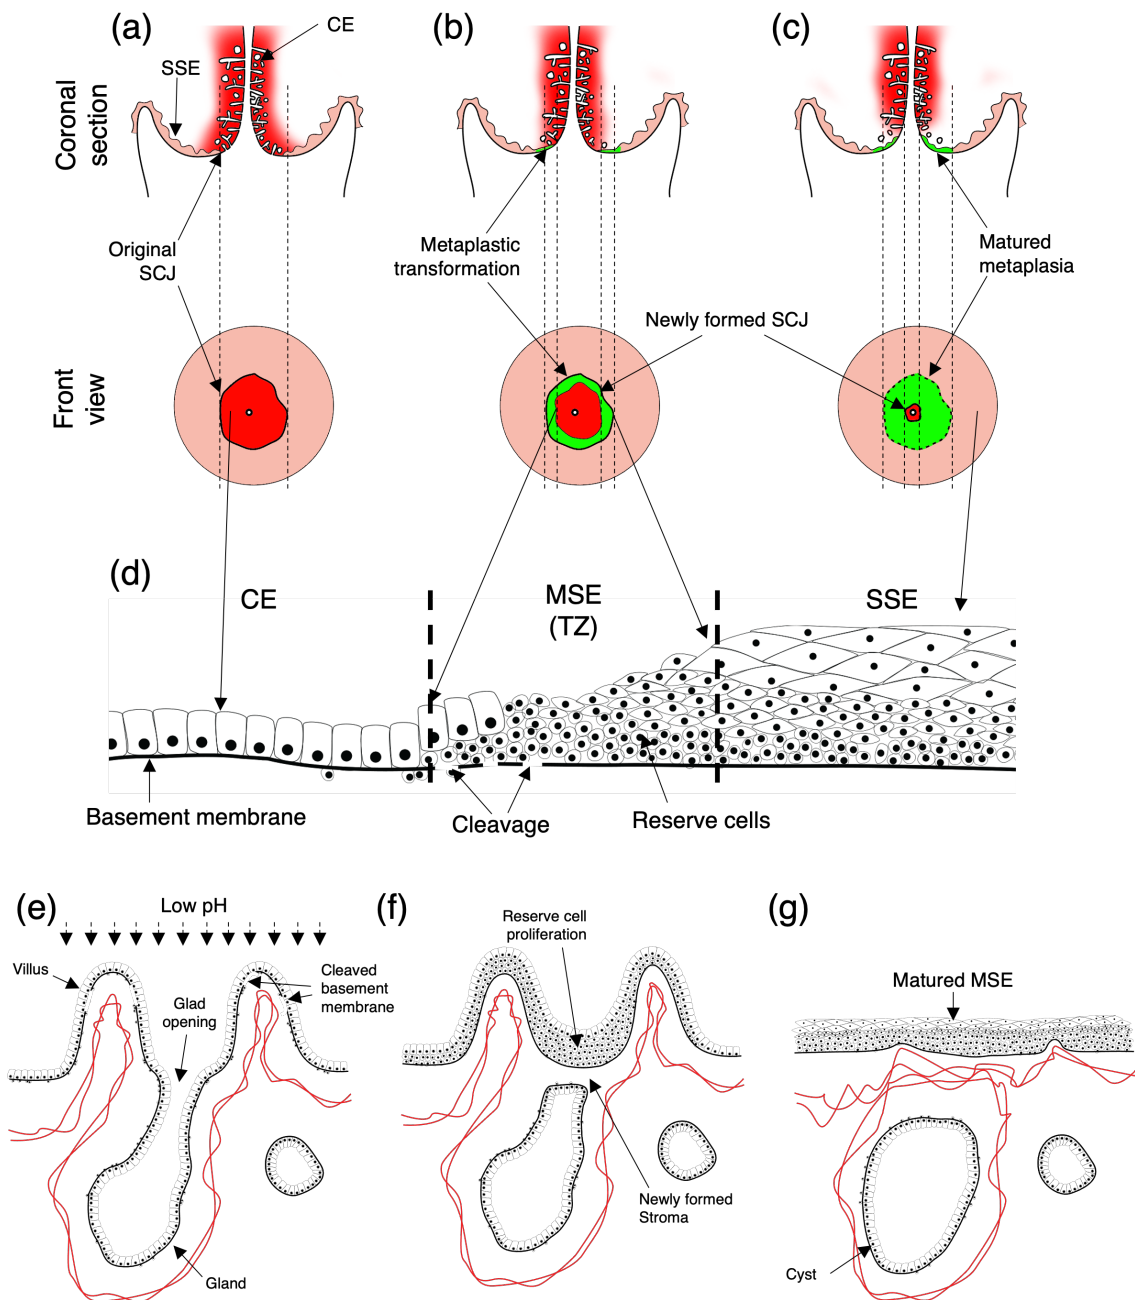 (a)
(b)
(c)
CE
SSE
Coronal
section
Original
SCJ
Metaplastic
transformation
Matured
metaplasia
Newly formed SCJ
Front
view
(d)
CE
MSE
(TZ)
SSE
Basement membrane
Cleavage
Reserve cells
(e)
Low pH
(f)
(g)
Villus
Glad
opening
Cleaved
basement
membrane
Gland
Reserve cell
proliferation
Newly formed
Stroma
Matured MSE
Cyst